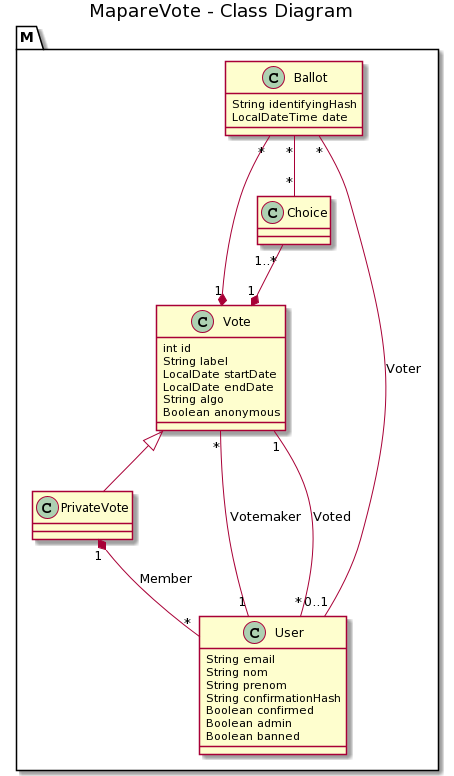 MapareVote - Class Diagram
M
C Ballot
String identifyingHash
LocalDateTime date
* * *
*
C Choice
1..*
1 1
C Vote
int id
String label
LocalDate startDate
LocalDate endDate
String algo
Boolean anonymous
Voter
* 1
C PrivateVote
Votemaker Voted
1
Member
* 1 * 0..1
C User
String email
String nom
String prenom
String confirmationHash
Boolean confirmed
Boolean admin
Boolean banned